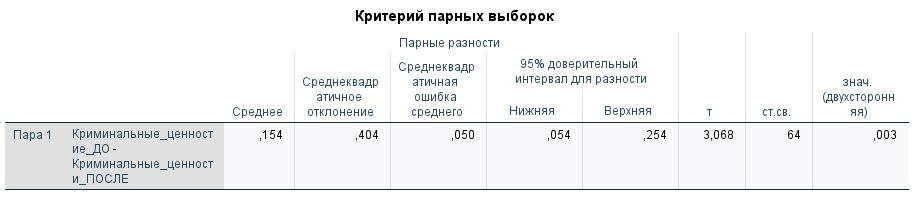 Критерий парных выборок
Парные разности
95% доверительный
интервал для разности
Среднее
Среднеквадр
атичное
отклонение
Среднеквадр
атичная
ошибка
среднего
Нижняя
Верхняя
т
ст.св.
знач.
(двухсторонн
яя)
Пара 1
Криминальные_ценност
ие_ДО -
Криминальные_ценност
и_ПОСЛЕ
,154
,404
,050
,054
,254
3,068
64
,003